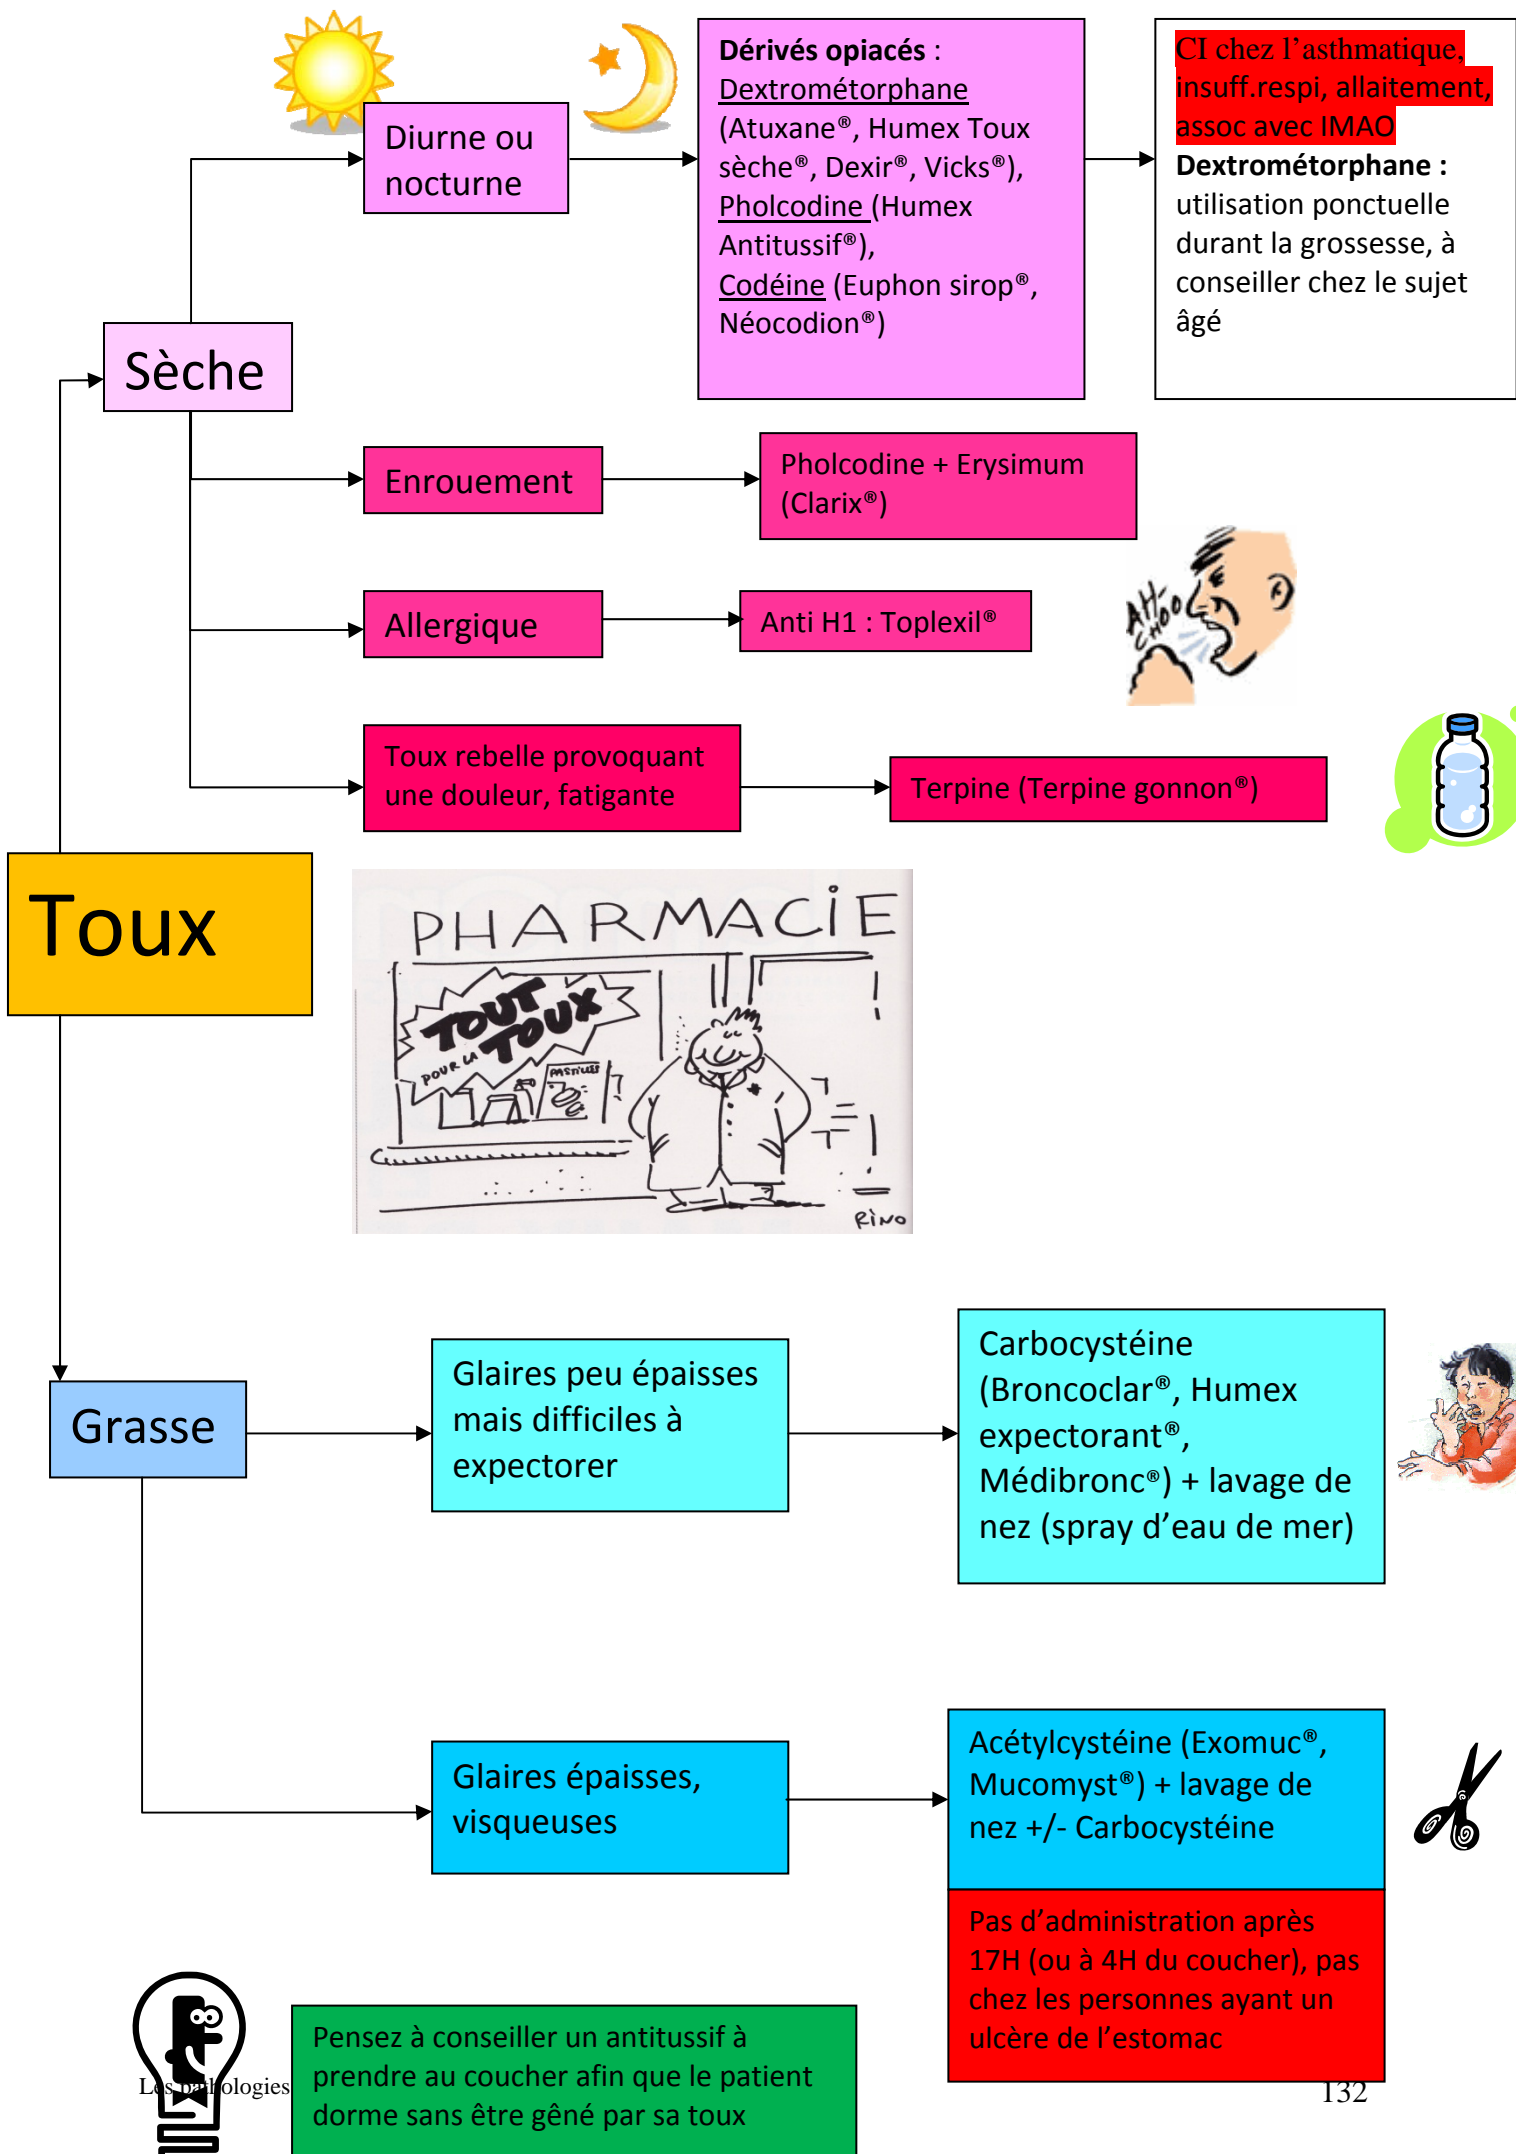 Diurne ou
nocturne
Dérivés opiacés :
Dextrométorphane
(Atuxane®, Humex Toux
sèche®, Dexir®, Vicks®),
Pholcodine (Humex
Antitussif®),
Codéine (Euphon sirop®,
Néocodion®)
CI chez l'asthmatique,
insuff.respi, allaitement,
assoc avec IMAO
Dextrométorphane :
utilisation ponctuelle
durant la grossesse, à
conseiller chez le sujet
âgé
Sèche
Enrouement
Pholcodine + Erysimum
(Clarix®)
Allergique
Anti H1 : Toplexil®
AH-
CHOO
Toux rebelle provoquant
une douleur, fatigante
Terpine (Terpine gonnon®)
Toux
PHARMACiE
TOUT
POUR LA TOUX
PASTILLES
RiNO
Grasse
Glaires peu épaisses
mais difficiles à
expectorer
Carbocystéine
(Broncoclar®, Humex
expectorant®,
Médibronc®) + lavage de
nez (spray d'eau de mer)
Glaires épaisses,
visqueuses
Acétylcystéine (Exomuc®,
Mucomyst®) + lavage de
nez +/- Carbocystéine
Pas d'administration après
17H (ou à 4H du coucher), pas
chez les personnes ayant un
ulcère de l'estomac
Pensez à conseiller un antitussif à
prendre au coucher afin que le patient
dorme sans être gêné par sa toux
Les pathologies
132